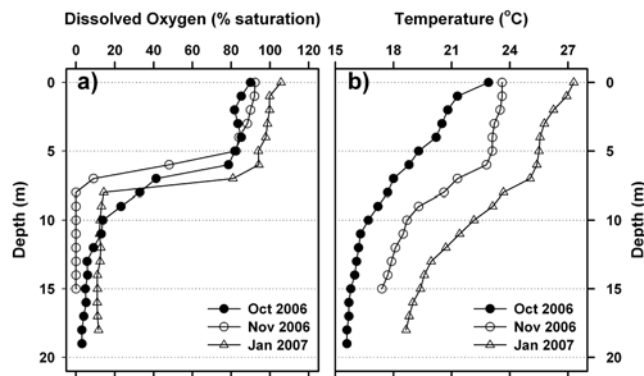 Dissolved Oxygen (% saturation)
Temperature (°C)
0 20 40 60 80 100 120
15 18 21 24 27
a)
b)
Depth (m)
0
5
10
15
20
Oct 2006
Nov 2006
Jan 2007
Oct 2006
Nov 2006
Jan 2007
0
5
10
15
20
Depth (m)